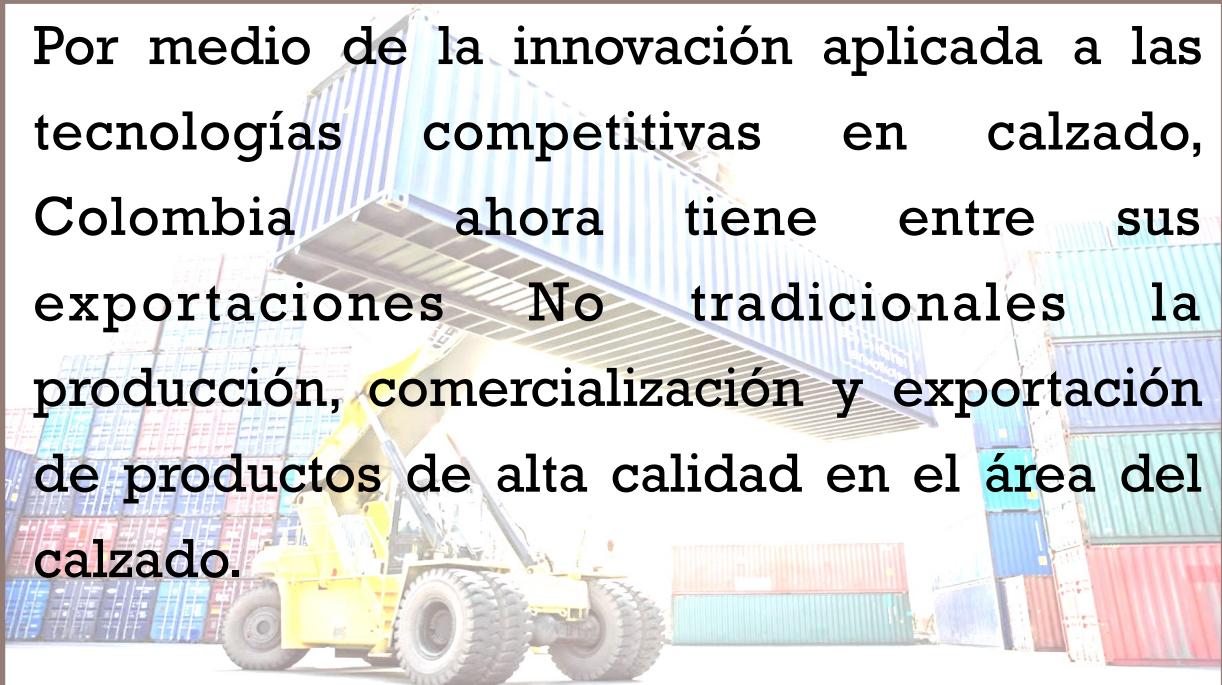 Por medio de la innovación aplicada a las
tecnologías competitivas en calzado,
Colombia ahora tiene entre sus
exportaciones No tradicionales la
producción, comercialización y exportación
de productos de alta calidad en el área del
calzado.